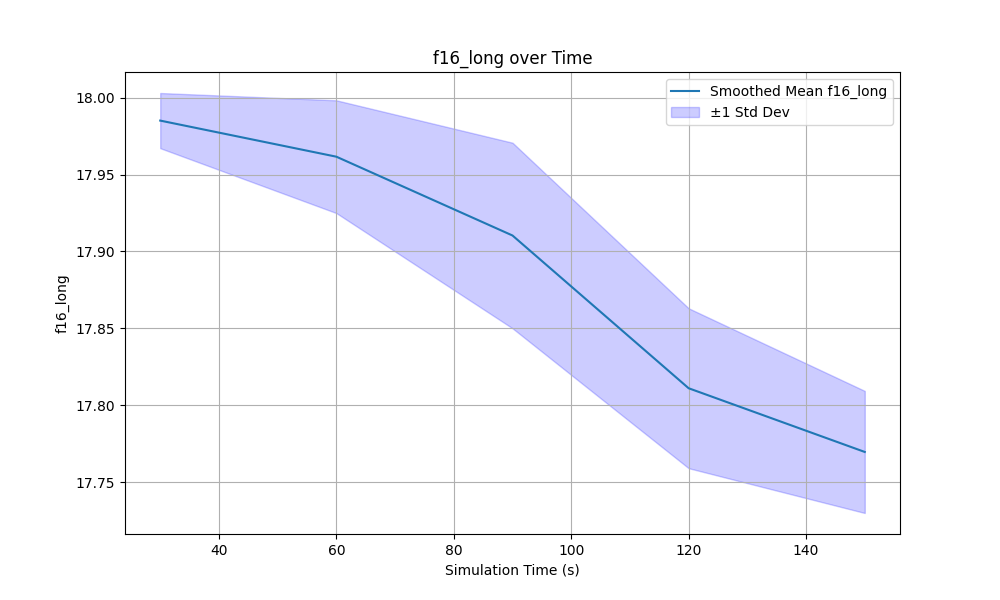 f16_long over Time
Smoothed Mean f16_long
±1 Std Dev
f16_long
18.00
17.95
17.90
17.85
17.80
17.75
40 60 80 100 120 140
Simulation Time (s)